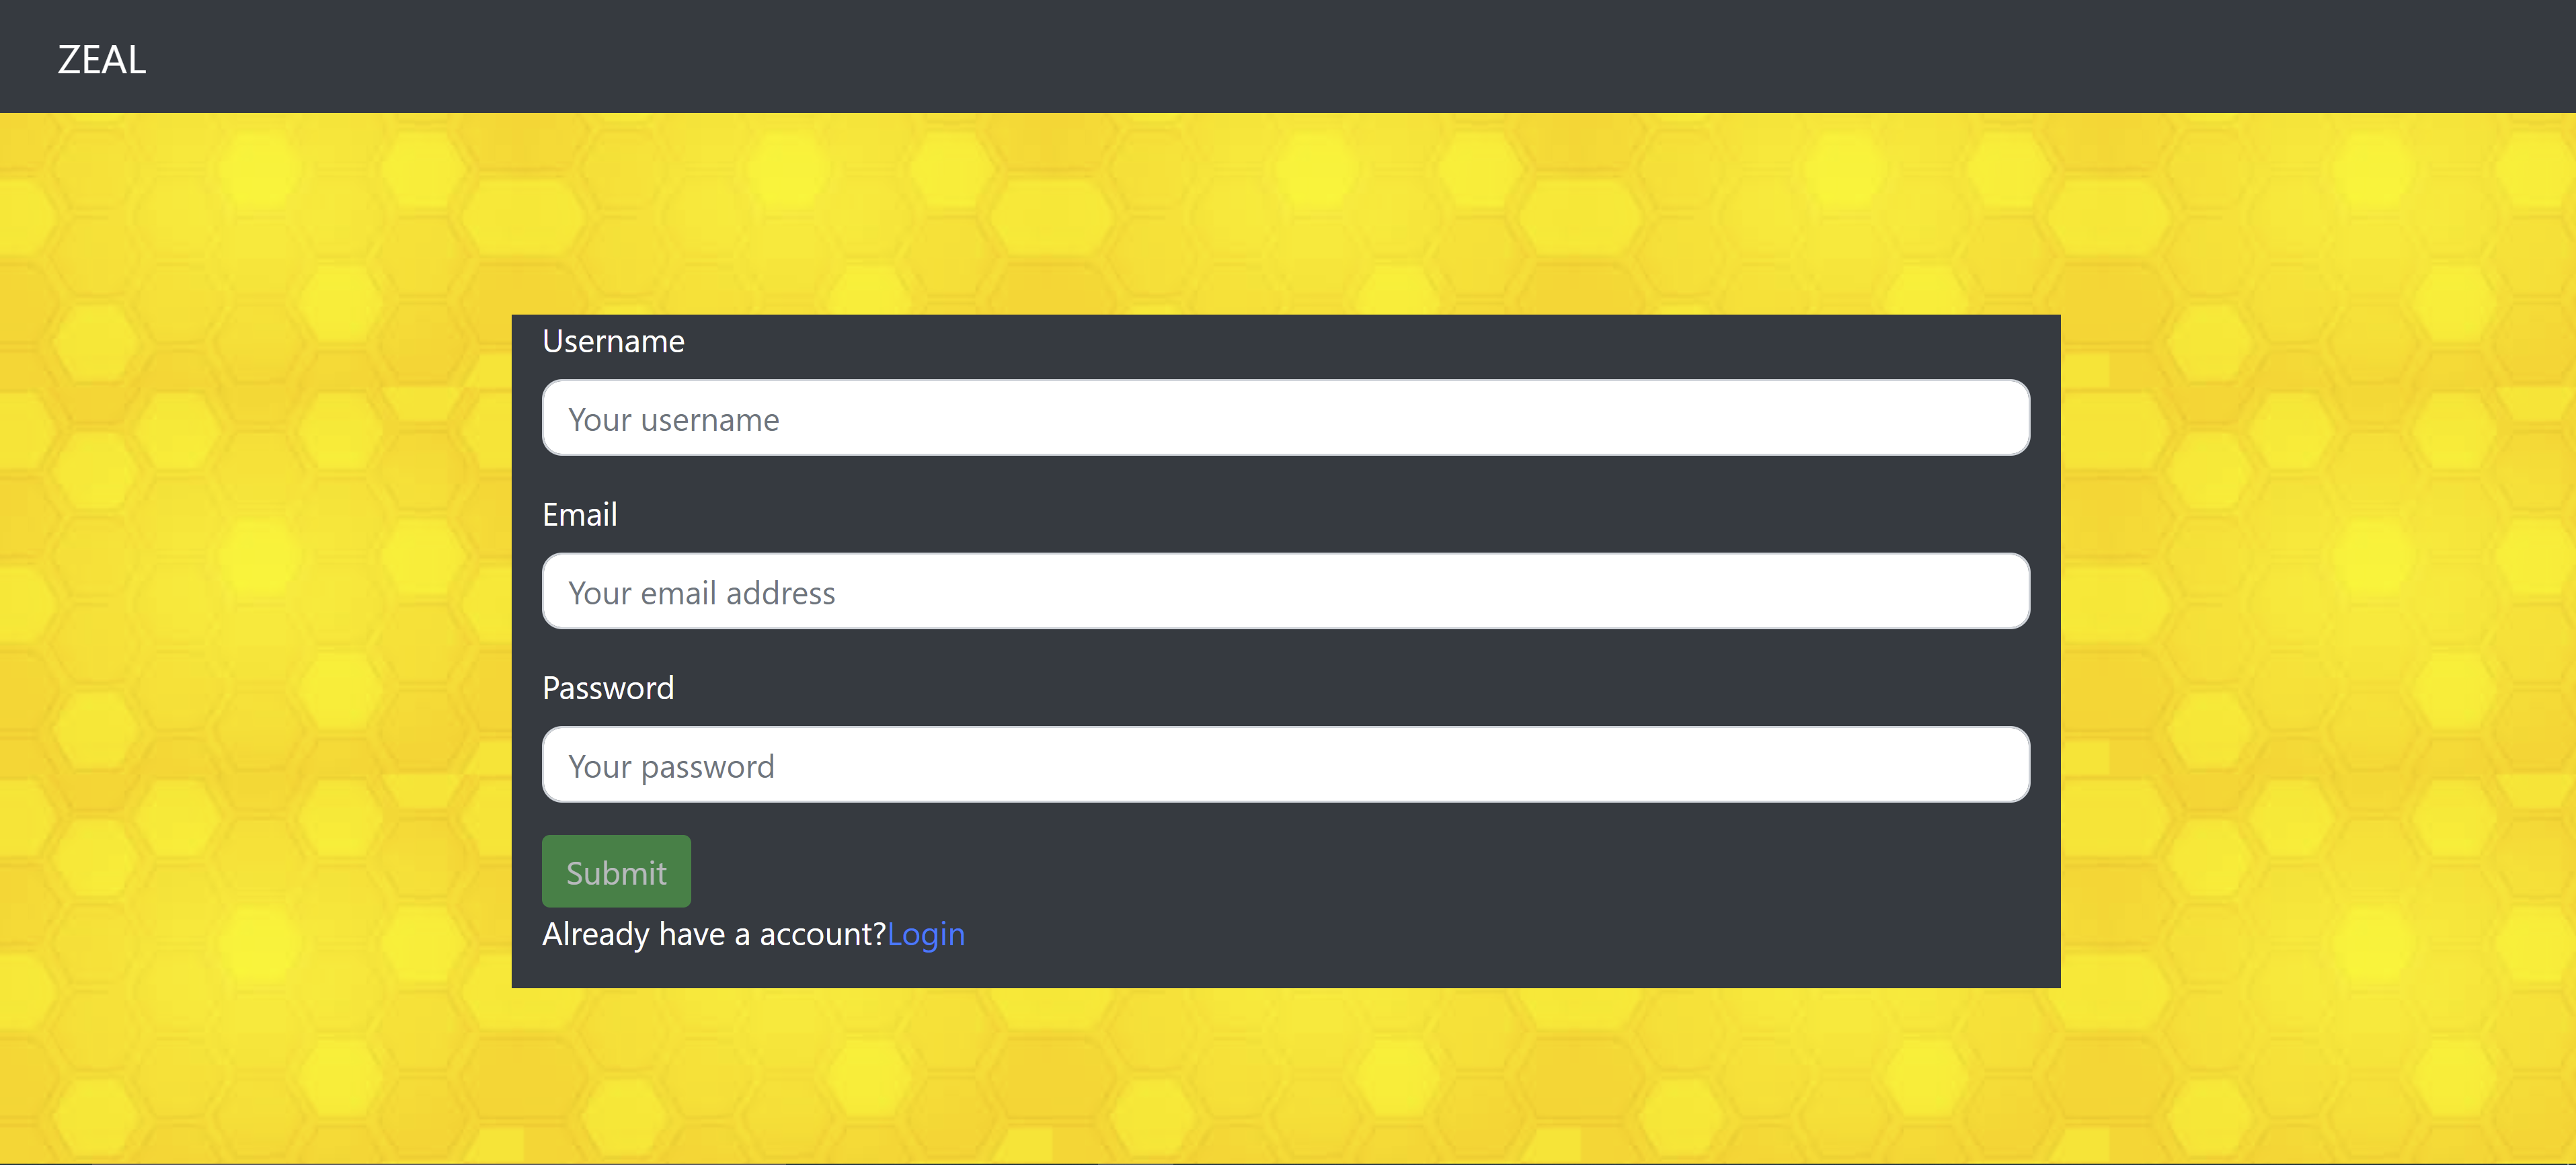 ZEAL
Username
Your username
Email
Your email address
Password
Your password
Submit
Already have a account?Login